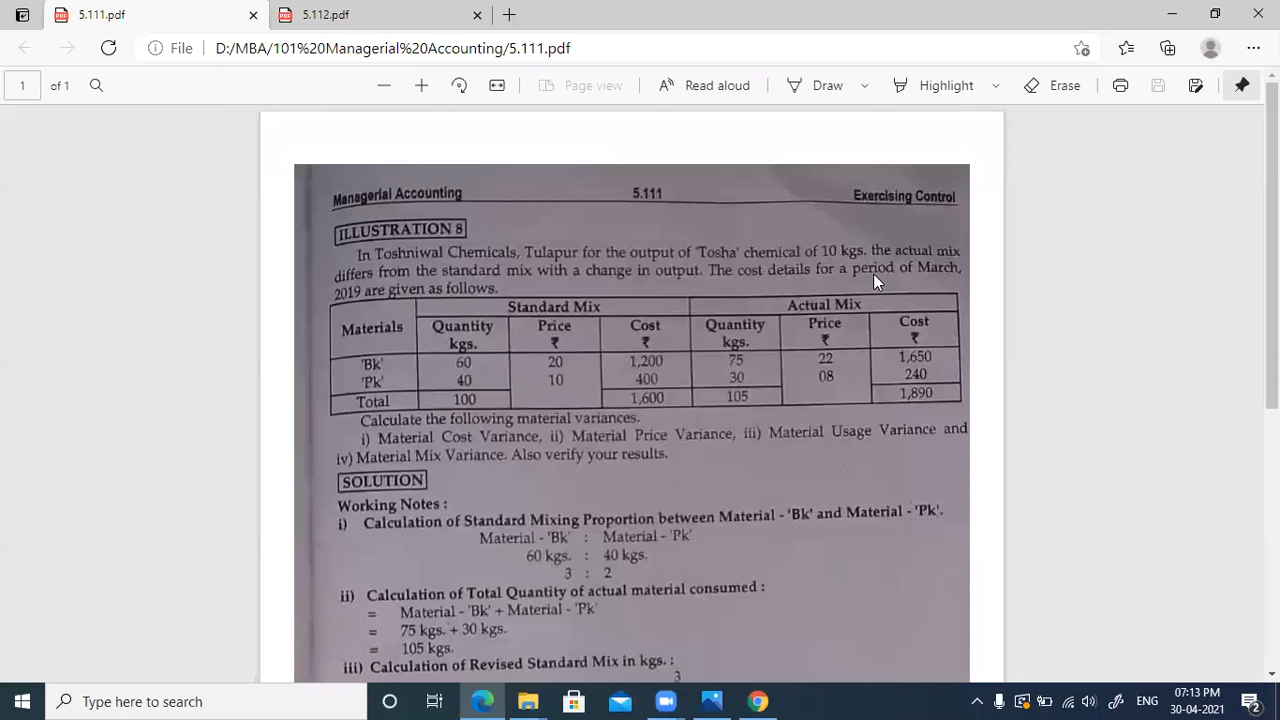 5.111.pdf
5.112.pdf
File D:/MBA/101%20Managerial%20Accounting/5.111.pdf
1 of 1 Page view Read aloud Draw Highlight Erase
Managerial Accounting 5.111 Exercising Control
ILLUSTRATION 8
In Toshniwal Chemicals, Tulapur for the output of 'Tosha' chemical of 10 kgs. the actual mix
differs from the standard mix with a change in output. The cost details for a period of March,
2019 are given as follows.
Materials Standard Mix Actual Mix
Quantity kgs. Price ₹ Cost ₹ Quantity kgs. Price ₹ Cost ₹
'Bk' 60 20 1,200 75 22 1,650
'Pk' 40 10 400 30 08 240
Total 100 1,600 105 1,890
Calculate the following material variances.
i) Material Cost Variance, ii) Material Price Variance, iii) Material Usage Variance and
iv) Material Mix Variance. Also verify your results.
SOLUTION
Working Notes :
i) Calculation of Standard Mixing Proportion between Material - 'Bk' and Material - 'Pk'.
Material - 'Bk' : Material - 'Pk'
60 kgs. : 40 kgs.
3 : 2
ii) Calculation of Total Quantity of actual material consumed :
= Material - 'Bk' + Material - 'Pk'
= 75 kgs. + 30 kgs.
= 105 kgs.
iii) Calculation of Revised Standard Mix in kgs. :
3
Type here to search
ENG 07:13 PM
30-04-2021
2